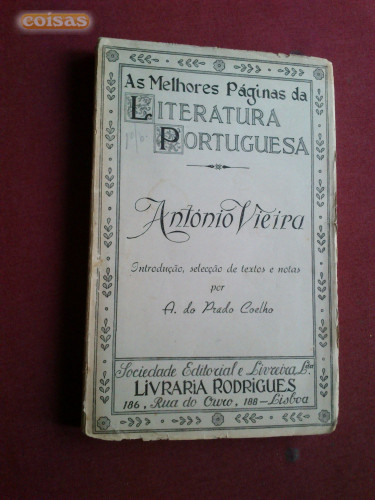 coisas
As Melhores Páginas da
LITERATURA
PORTUGUESA
António Vieira
Introdução, selecção de textos e notas
por
A. do Prado Coelho
Sociedade Editorial e Livreira, Lda
LIVRARIA RODRIGUES
186, Rua do Ouro, 188—Lisboa